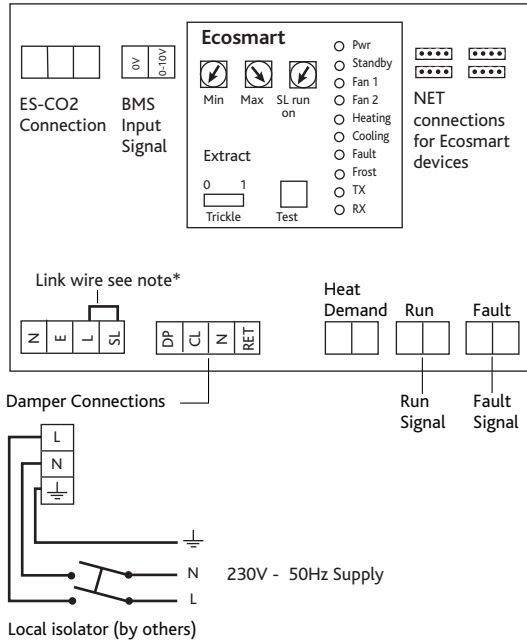 Ecosmart
Min
Max
SL run
on
Extract
0 1
Trickle
Test
Pwr
Standby
Fan 1
Fan 2
Heating
Cooling
Fault
Frost
TX
RX
0V
0-10V
ES-CO2
Connection
BMS
Input
Signal
NET
connections
for Ecosmart
devices
Link wire see note*
N E L SL
DP CL N RET
Heat
Demand
Run
Fault
Damper Connections
Run
Signal
Fault
Signal
L
N
N 230V - 50Hz Supply
L
Local isolator (by others)